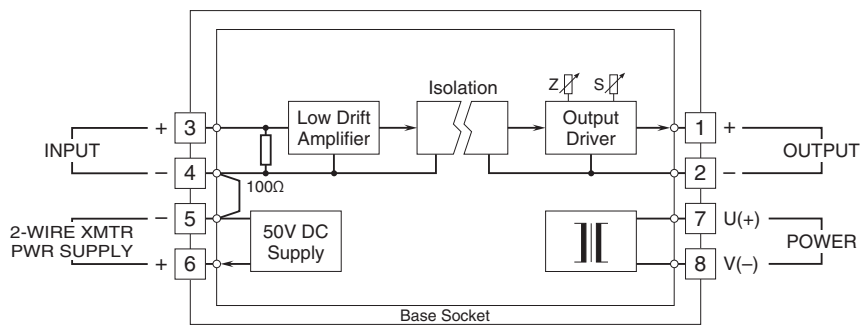 Isolation
Z
S
+ 3
Low Drift
Amplifier
Output
Driver
1 +
INPUT
OUTPUT
− 4
100Ω
2 −
− 5
2-WIRE XMTR
PWR SUPPLY
50V DC
Supply
7 U(+)
POWER
+ 6
8 V(−)
Base Socket